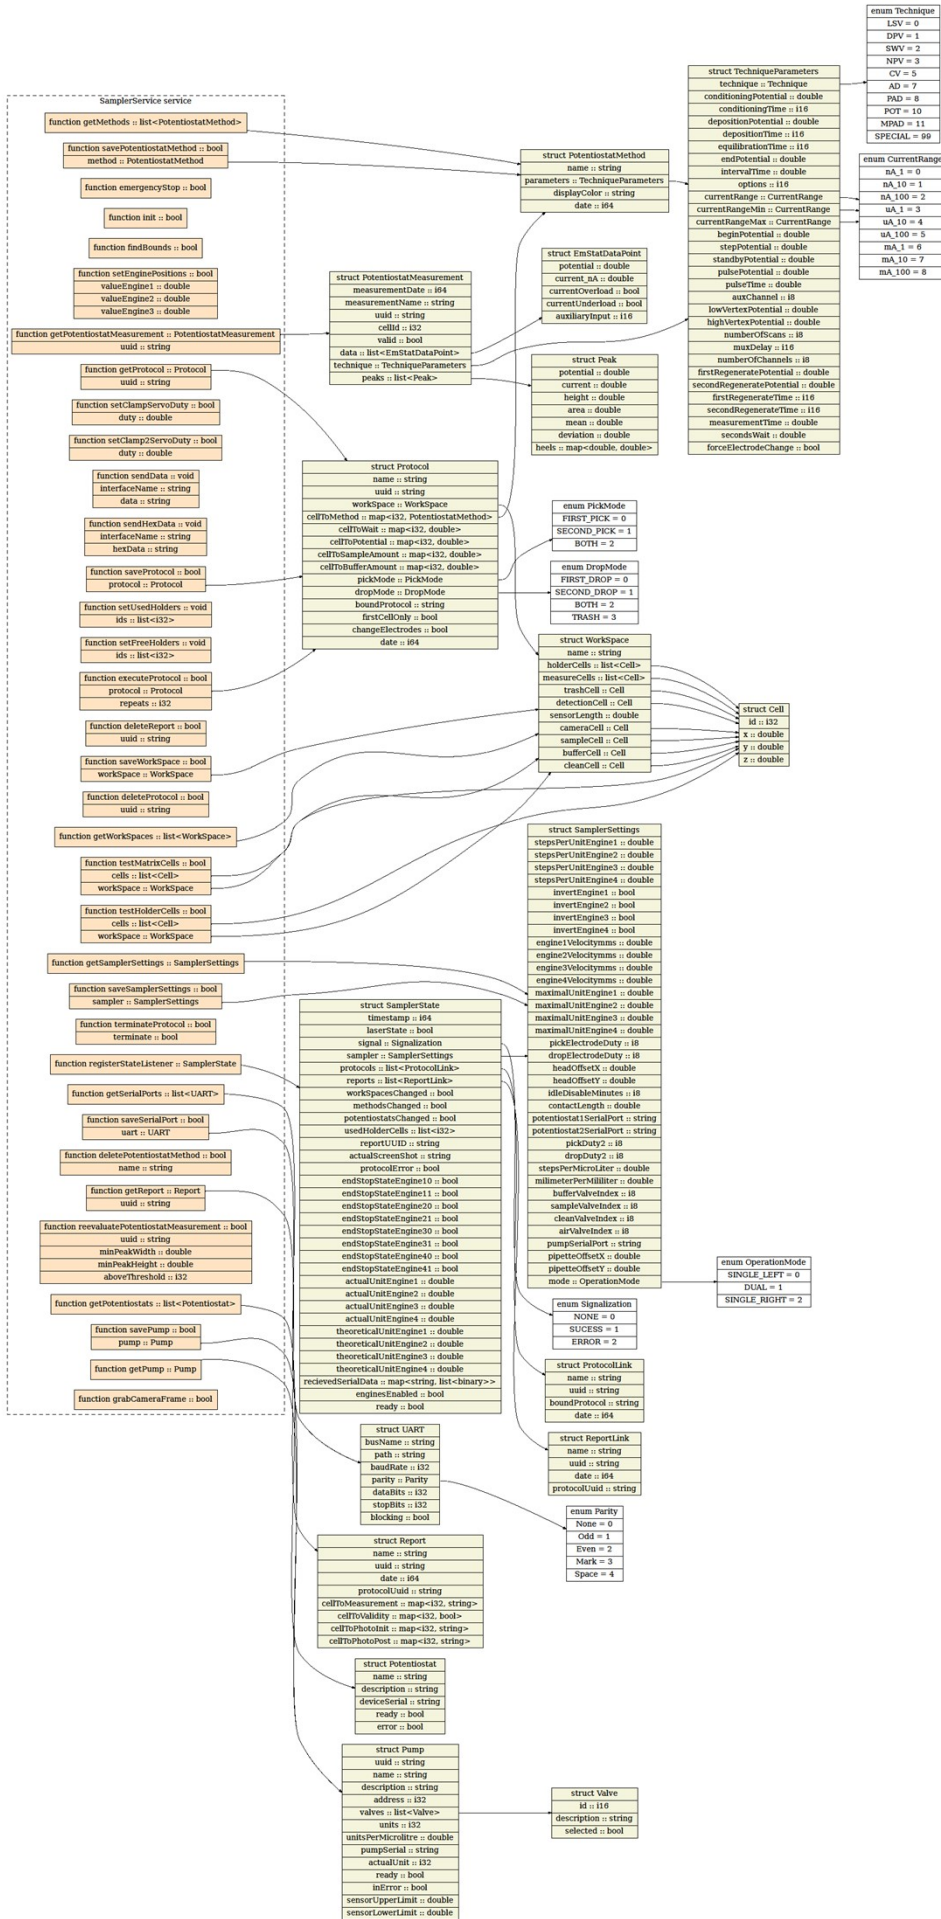 SamplerService service
function getMethods :: list<PotentiostatMethod>
function savePotentiostatMethod :: bool
method :: PotentiostatMethod
function emergencyStop :: bool
function init :: bool
function findBounds :: bool
function setEnginePositions :: bool
valueEngine1 :: double
valueEngine2 :: double
valueEngine3 :: double
function getPotentiostatMeasurement :: PotentiostatMeasurement
uuid :: string
function getProtocol :: Protocol
uuid :: string
function setClampServoDuty :: bool
duty :: double
function setClamp2ServoDuty :: bool
duty :: double
function sendData :: void
interfaceName :: string
data :: string
function sendHexData :: void
interfaceName :: string
hexData :: string
function saveProtocol :: bool
protocol :: Protocol
function setUsedHolders :: void
ids :: list<i32>
function setFreeHolders :: void
ids :: list<i32>
function executeProtocol :: bool
protocol :: Protocol
repeats :: i32
function deleteReport :: bool
uuid :: string
function saveWorkSpace :: bool
workSpace :: WorkSpace
function deleteProtocol :: bool
uuid :: string
function getWorkSpaces :: list<WorkSpace>
function testMatrixCells :: bool
cells :: list<Cell>
workSpace :: WorkSpace
function testHolderCells :: bool
cells :: list<Cell>
workSpace :: WorkSpace
function getSamplerSettings :: SamplerSettings
function saveSamplerSettings :: bool
sampler :: SamplerSettings
function terminateProtocol :: bool
terminate :: bool
function registerStateListener :: SamplerState
function getSerialPorts :: list<UART>
function saveSerialPort :: bool
uart :: UART
function deletePotentiostatMethod :: bool
name :: string
function getReport :: Report
uuid :: string
function reevaluatePotentiostatMeasurement :: bool
uuid :: string
minPeakWidth :: double
minPeakHeight :: double
aboveThreshold :: i32
function getPotentiostats :: list<Potentiostat>
function savePump :: bool
pump :: Pump
function getPump :: Pump
function grabCameraFrame :: bool
struct PotentiostatMeasurement
measurementDate :: i64
measurementName :: string
uuid :: string
cellId :: i32
valid :: bool
data :: list<EmStatDataPoint>
technique :: TechniqueParameters
peaks :: list<Peak>
struct Protocol
name :: string
uuid :: string
workSpace :: WorkSpace
cellToMethod :: map<i32, PotentiostatMethod>
cellToWait :: map<i32, double>
cellToPotential :: map<i32, double>
cellToSampleAmount :: map<i32, double>
cellToBufferAmount :: map<i32, double>
pickMode :: PickMode
dropMode :: DropMode
boundProtocol :: string
firstCellOnly :: bool
changeElectrodes :: bool
date :: i64
struct SamplerState
timestamp :: i64
laserState :: bool
signal :: Signalization
sampler :: SamplerSettings
protocols :: list<ProtocolLink>
reports :: list<ReportLink>
workSpacesChanged :: bool
methodsChanged :: bool
potentiostatsChanged :: bool
usedHolderCells :: list<i32>
reportUUID :: string
actualScreenShot :: string
protocolError :: bool
endStopStateEngine10 :: bool
endStopStateEngine11 :: bool
endStopStateEngine20 :: bool
endStopStateEngine21 :: bool
endStopStateEngine30 :: bool
endStopStateEngine31 :: bool
endStopStateEngine40 :: bool
endStopStateEngine41 :: bool
actualUnitEngine1 :: double
actualUnitEngine2 :: double
actualUnitEngine3 :: double
actualUnitEngine4 :: double
theoreticalUnitEngine1 :: double
theoreticalUnitEngine2 :: double
theoreticalUnitEngine3 :: double
theoreticalUnitEngine4 :: double
recievedSerialData :: map<string, list<binary>>
enginesEnabled :: bool
ready :: bool
struct UART
busName :: string
path :: string
baudRate :: i32
parity :: Parity
dataBits :: i32
stopBits :: i32
blocking :: bool
struct Report
name :: string
uuid :: string
date :: i64
protocolUuid :: string
cellToMeasurement :: map<i32, string>
cellToValidity :: map<i32, bool>
cellToPhotoInit :: map<i32, string>
cellToPhotoPost :: map<i32, string>
struct Potentiostat
name :: string
description :: string
deviceSerial :: string
ready :: bool
error :: bool
struct Pump
uuid :: string
name :: string
description :: string
address :: i32
valves :: list<Valve>
units :: i32
unitsPerMicrolitre :: double
pumpSerial :: string
actualUnit :: i32
ready :: bool
inError :: bool
sensorUpperLimit :: double
sensorLowerLimit :: double
struct PotentiostatMethod
name :: string
parameters :: TechniqueParameters
displayColor :: string
date :: i64
struct EmStatDataPoint
potential :: double
current_nA :: double
currentOverload :: bool
currentUnderload :: bool
auxiliaryInput :: i16
struct Peak
potential :: double
current :: double
height :: double
area :: double
mean :: double
deviation :: double
heels :: map<double, double>
enum PickMode
FIRST_PICK = 0
SECOND_PICK = 1
BOTH = 2
enum DropMode
FIRST_DROP = 0
SECOND_DROP = 1
BOTH = 2
TRASH = 3
struct WorkSpace
name :: string
holderCells :: list<Cell>
measureCells :: list<Cell>
trashCell :: Cell
detectionCell :: Cell
sensorLength :: double
cameraCell :: Cell
sampleCell :: Cell
bufferCell :: Cell
cleanCell :: Cell
struct SamplerSettings
stepsPerUnitEngine1 :: double
stepsPerUnitEngine2 :: double
stepsPerUnitEngine3 :: double
stepsPerUnitEngine4 :: double
invertEngine1 :: bool
invertEngine2 :: bool
invertEngine3 :: bool
invertEngine4 :: bool
engine1Velocitymms :: double
engine2Velocitymms :: double
engine3Velocitymms :: double
engine4Velocitymms :: double
maximalUnitEngine1 :: double
maximalUnitEngine2 :: double
maximalUnitEngine3 :: double
maximalUnitEngine4 :: double
pickElectrodeDuty :: i8
dropElectrodeDuty :: i8
headOffsetX :: double
headOffsetY :: double
idleDisableMinutes :: i8
contactLength :: double
potentiostat1SerialPort :: string
potentiostat2SerialPort :: string
pickDuty2 :: i8
dropDuty2 :: i8
stepsPerMicroLiter :: double
milimeterPerMililiter :: double
bufferValveIndex :: i8
sampleValveIndex :: i8
cleanValveIndex :: i8
airValveIndex :: i8
pumpSerialPort :: string
pipetteOffsetX :: double
pipetteOffsetY :: double
mode :: OperationMode
enum Signalization
NONE = 0
SUCESS = 1
ERROR = 2
struct ProtocolLink
name :: string
uuid :: string
boundProtocol :: string
date :: i64
struct ReportLink
name :: string
uuid :: string
date :: i64
protocolUuid :: string
enum Parity
None = 0
Odd = 1
Even = 2
Mark = 3
Space = 4
struct Valve
id :: i16
description :: string
selected :: bool
struct TechniqueParameters
technique :: Technique
conditioningPotential :: double
conditioningTime :: i16
depositionPotential :: double
depositionTime :: i16
equilibrationTime :: i16
endPotential :: double
intervalTime :: double
options :: i16
currentRange :: CurrentRange
currentRangeMin :: CurrentRange
currentRangeMax :: CurrentRange
beginPotential :: double
stepPotential :: double
standbyPotential :: double
pulsePotential :: double
pulseTime :: double
auxChannel :: i8
lowVertexPotential :: double
highVertexPotential :: double
numberOfScans :: i8
muxDelay :: i16
numberOfChannels :: i8
firstRegeneratePotential :: double
secondRegeneratePotential :: double
firstRegenerateTime :: i16
secondRegenerateTime :: i16
measurementTime :: double
secondsWait :: double
forceElectrodeChange :: bool
struct Cell
id :: i32
x :: double
y :: double
z :: double
enum OperationMode
SINGLE_LEFT = 0
DUAL = 1
SINGLE_RIGHT = 2
enum Technique
LSV = 0
DPV = 1
SWV = 2
NPV = 3
CV = 5
AD = 7
PAD = 8
POT = 10
MPAD = 11
SPECIAL = 99
enum CurrentRange
nA_1 = 0
nA_10 = 1
nA_100 = 2
uA_1 = 3
uA_10 = 4
uA_100 = 5
mA_1 = 6
mA_10 = 7
mA_100 = 8